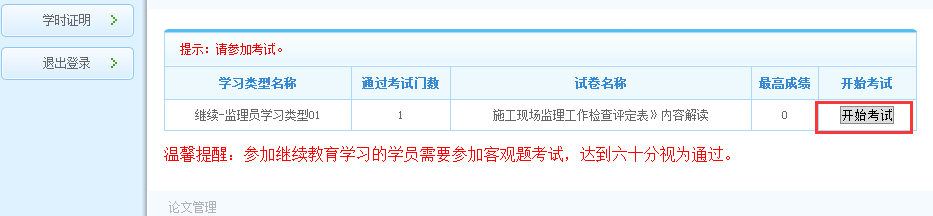 学时证明
退出登录
提示：请参加考试。
学习类型名称 通过考试门数 试卷名称 最高成绩 开始考试
继续-监理员学习类型01 1 施工现场监理工作检查评定表》内容解读 0 开始考试
温馨提醒：参加继续教育学习的学员需要参加客观题考试，达到六十分视为通过。
论文管理